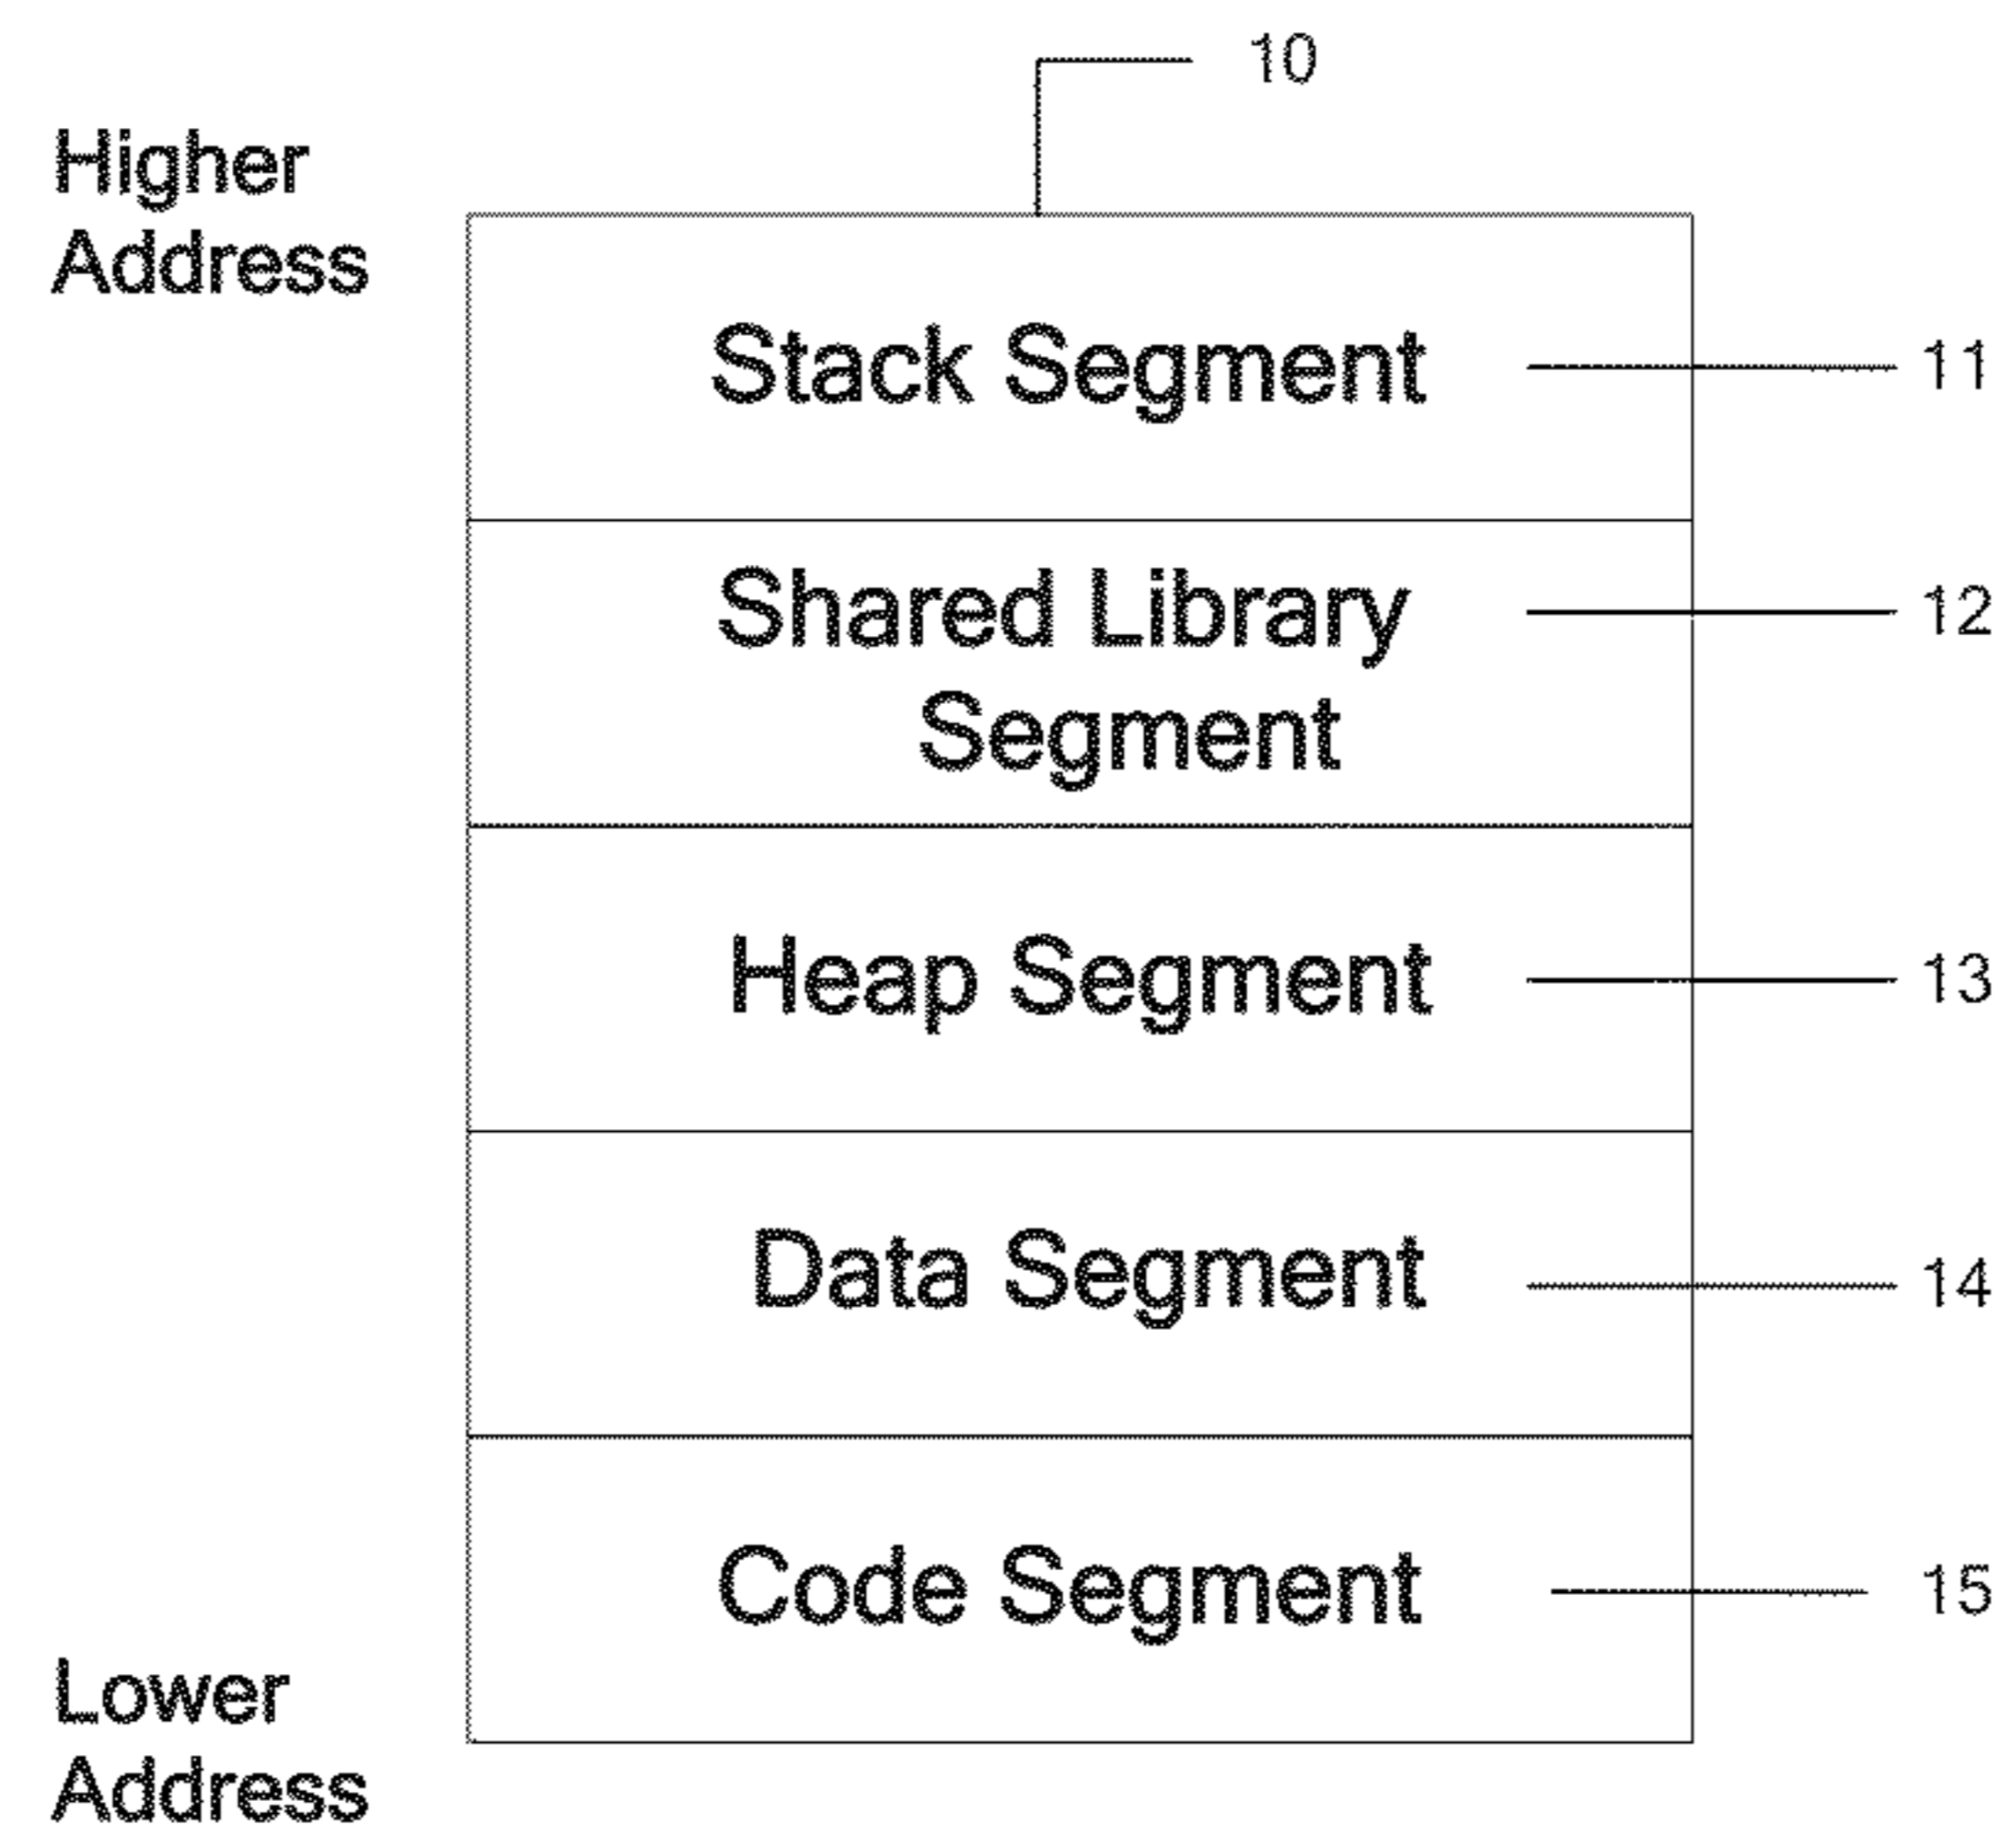 10
Higher
Address
Stack Segment
11
Shared Library
Segment
12
Heap Segment
13
Data Segment
14
Code Segment
15
Lower
Address